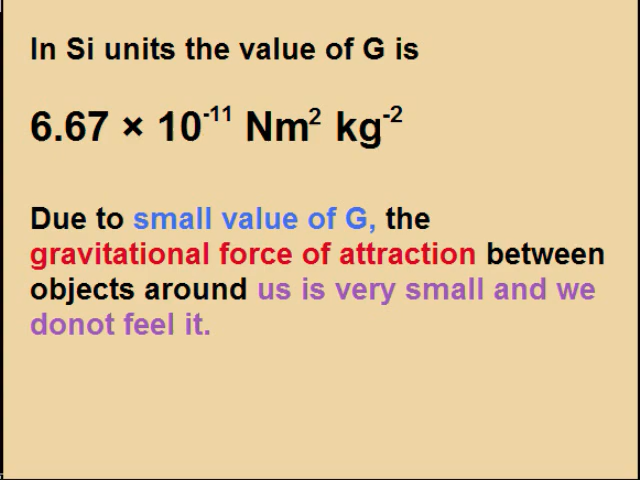 In Si units the value of G is
6.67 × 10⁻¹¹ Nm² kg⁻²
Due to small value of G, the
gravitational force of attraction between
objects around us is very small and we
donot feel it.